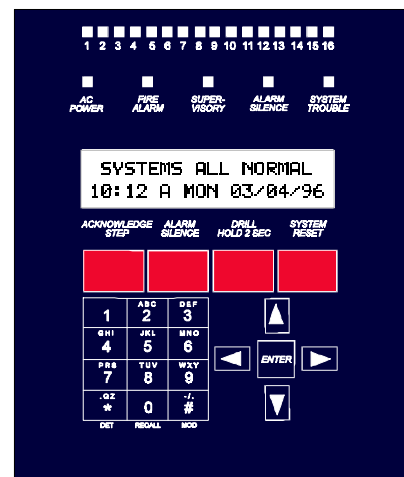 1 2 3 4 5 6 7 8 9 10 11 12 13 14 15 16
AC POWER FIRE ALARM SUPER-VISORY ALARM SILENCE SYSTEM TROUBLE
SYSTEMS ALL NORMAL
10:12 A MON 03/04/96
ACKNOWLEDGE STEP ALARM SILENCE DRILL HOLD 2 SEC SYSTEM RESET
ABC DEF
1 2 3
GHI JKL MNO
4 5 6
ENTER
PRS TUV WXY
7 8 9
.QZ -/.
* 0 #
DET RECALL MOD